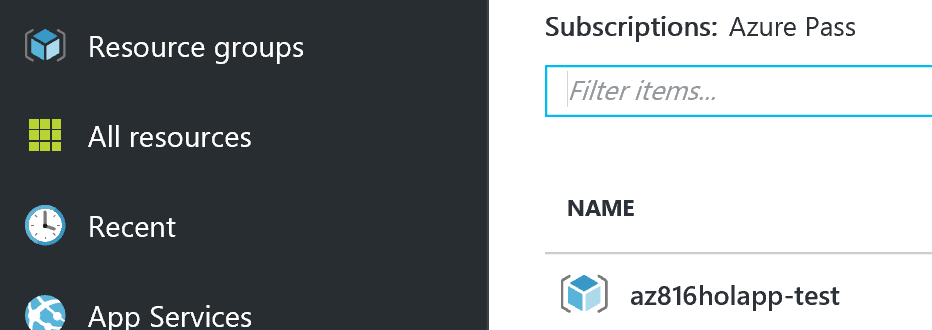 Resource groups
All resources
Recent
App Services
Subscriptions: Azure Pass
Filter items...
NAME
az816holapp-test